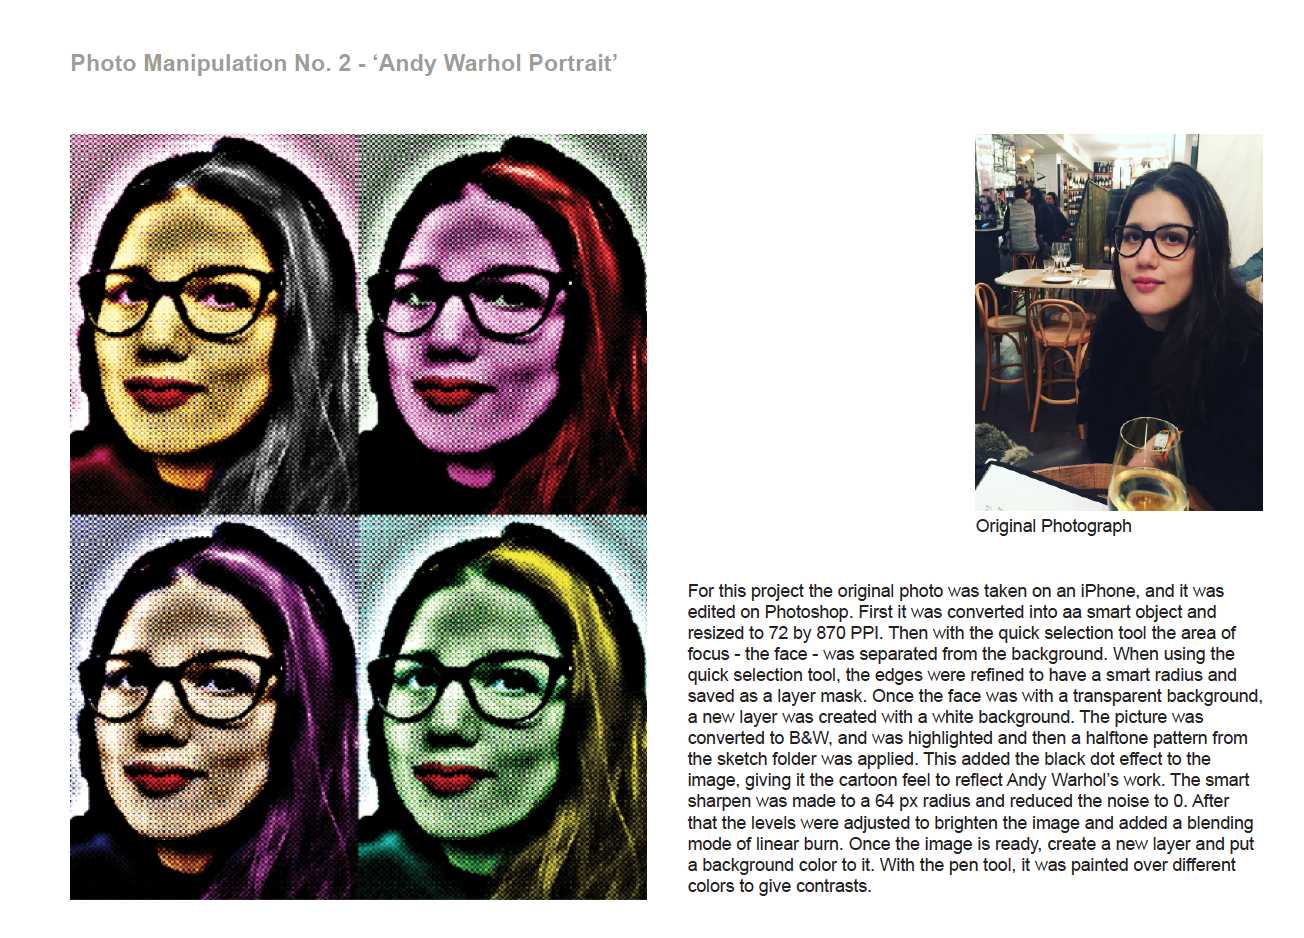 Photo Manipulation No. 2 - ‘Andy Warhol Portrait’
Original Photograph
For this project the original photo was taken on an iPhone, and it was
edited on Photoshop. First it was converted into aa smart object and
resized to 72 by 870 PPI. Then with the quick selection tool the area of
focus - the face - was separated from the background. When using the
quick selection tool, the edges were refined to have a smart radius and
saved as a layer mask. Once the face was with a transparent background,
a new layer was created with a white background. The picture was
converted to B&W, and was highlighted and then a halftone pattern from
the sketch folder was applied. This added the black dot effect to the
image, giving it the cartoon feel to reflect Andy Warhol’s work. The smart
sharpen was made to a 64 px radius and reduced the noise to 0. After
that the levels were adjusted to brighten the image and added a blending
mode of linear burn. Once the image is ready, create a new layer and put
a background color to it. With the pen tool, it was painted over different
colors to give contrasts.